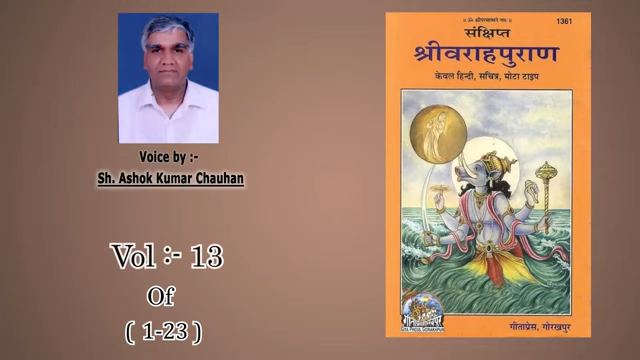 Voice by :-
Sh. Ashok Kumar Chauhan
Vol :- 13
Of
( 1-23 )
1361
संक्षिप्त
श्रीवराहपुराण
केवल हिन्दी, सचित्र, मोटा टाइप
गीताप्रेस, गोरखपुर